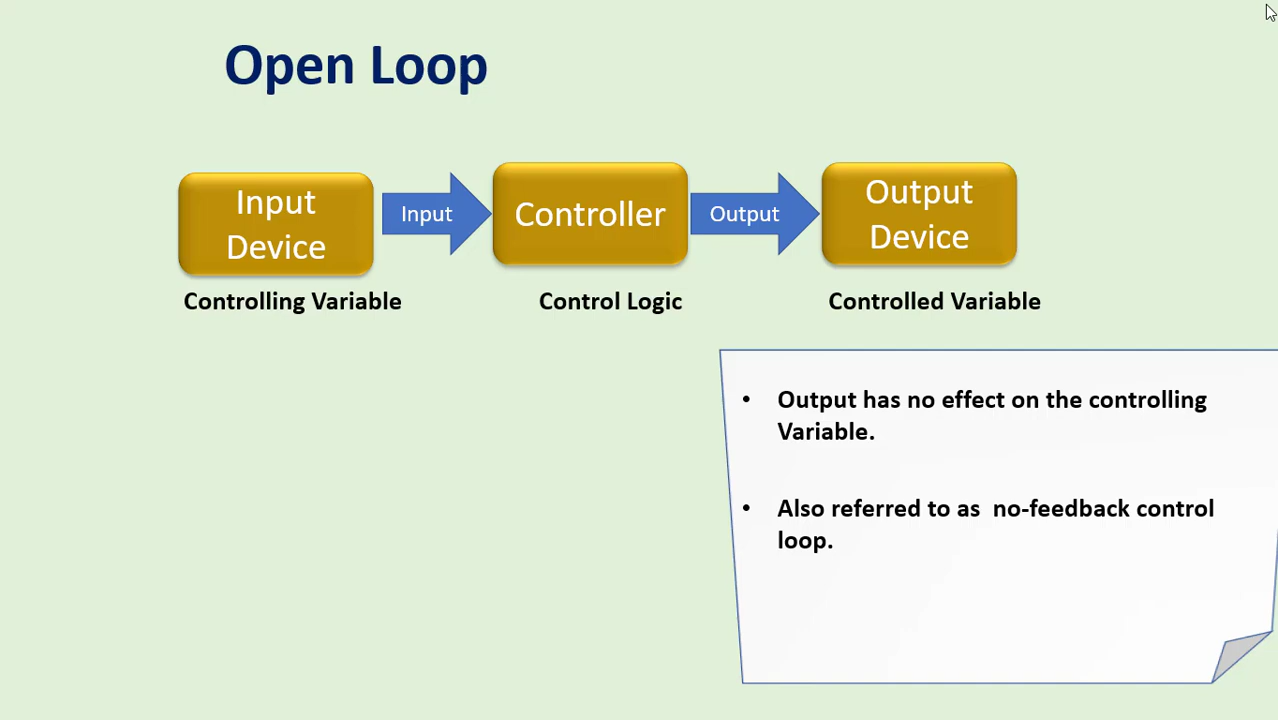 Open Loop
Input
Device
Input
Controller
Output
Output
Device
Controlling Variable
Control Logic
Controlled Variable
• Output has no effect on the controlling
Variable.
• Also referred to as  no-feedback control
loop.